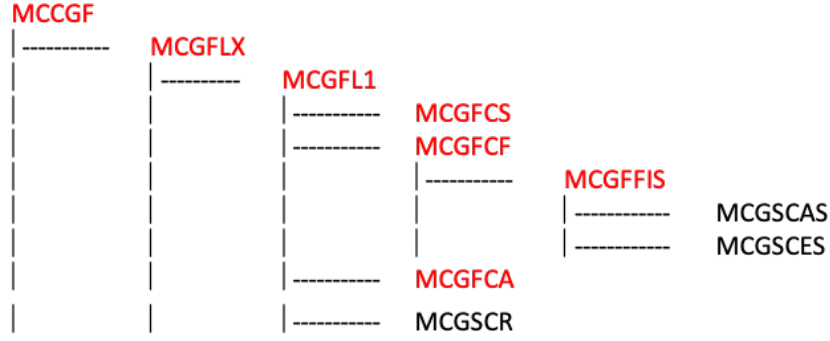 MCCGF
| ----------- MCGFLX
| | ---------- MCGFL1
| | | ----------- MCGFCS
| | | ----------- MCGFCF
| | | | ----------- MCGFFIS
| | | | | ------------ MCGSCAS
| | | | | ------------ MCGSCES
| | | ----------- MCGFCA
| | | ----------- MCGSCR